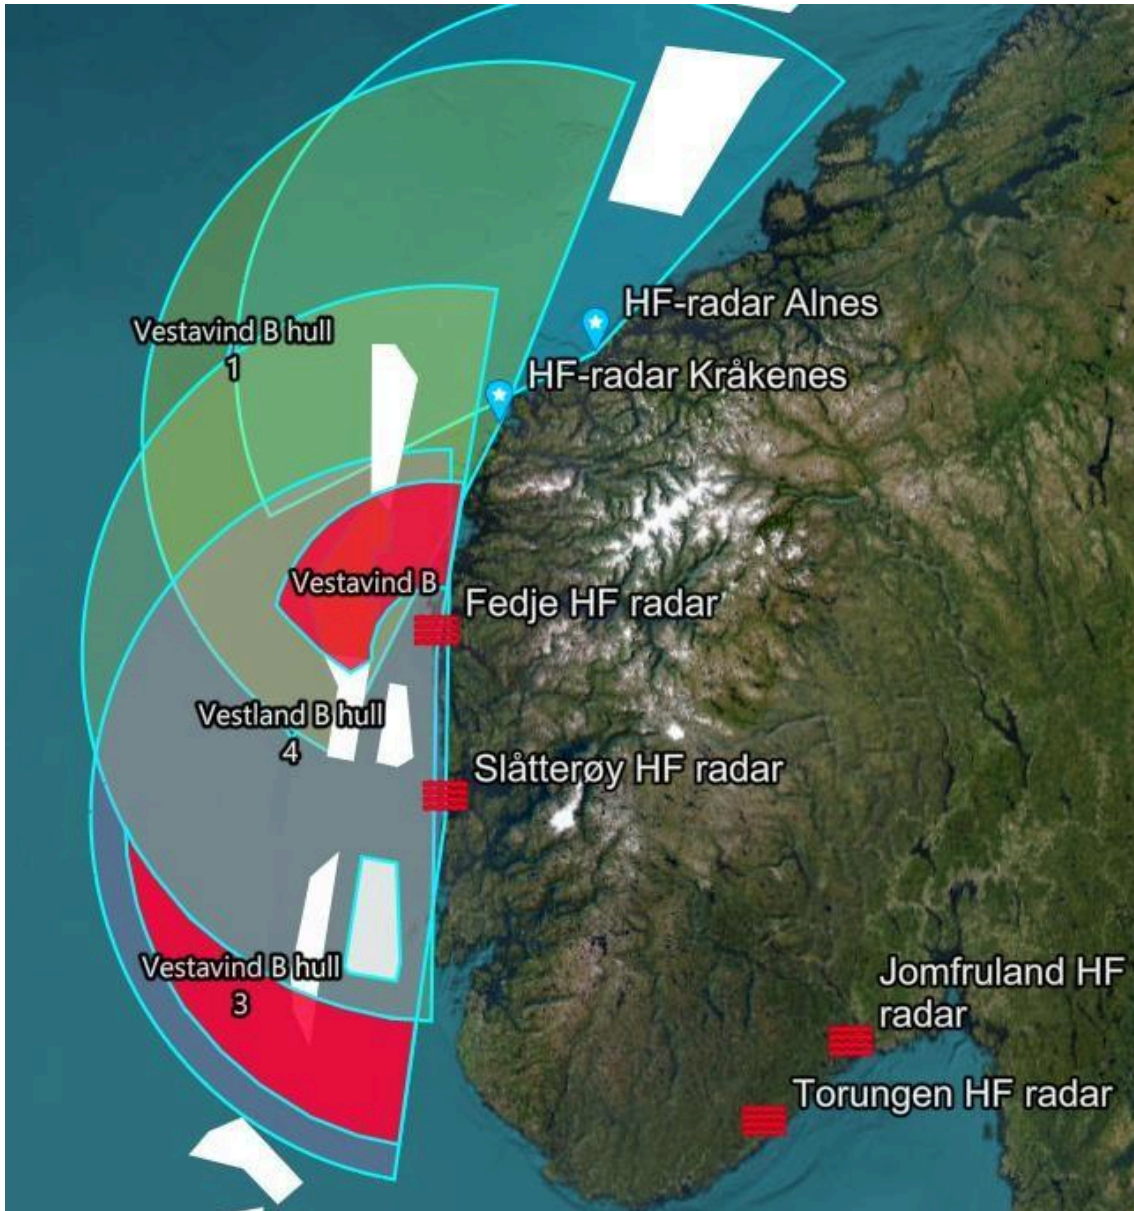 HF-radar Alnes
Vestavind B hull
1
HF-radar Kråkenes
Vestavind B
Fedje HF radar
Vestland B hull
4
Slåtterøy HF radar
Vestavind B hull
3
Jomfruland HF
radar
Torungen HF radar